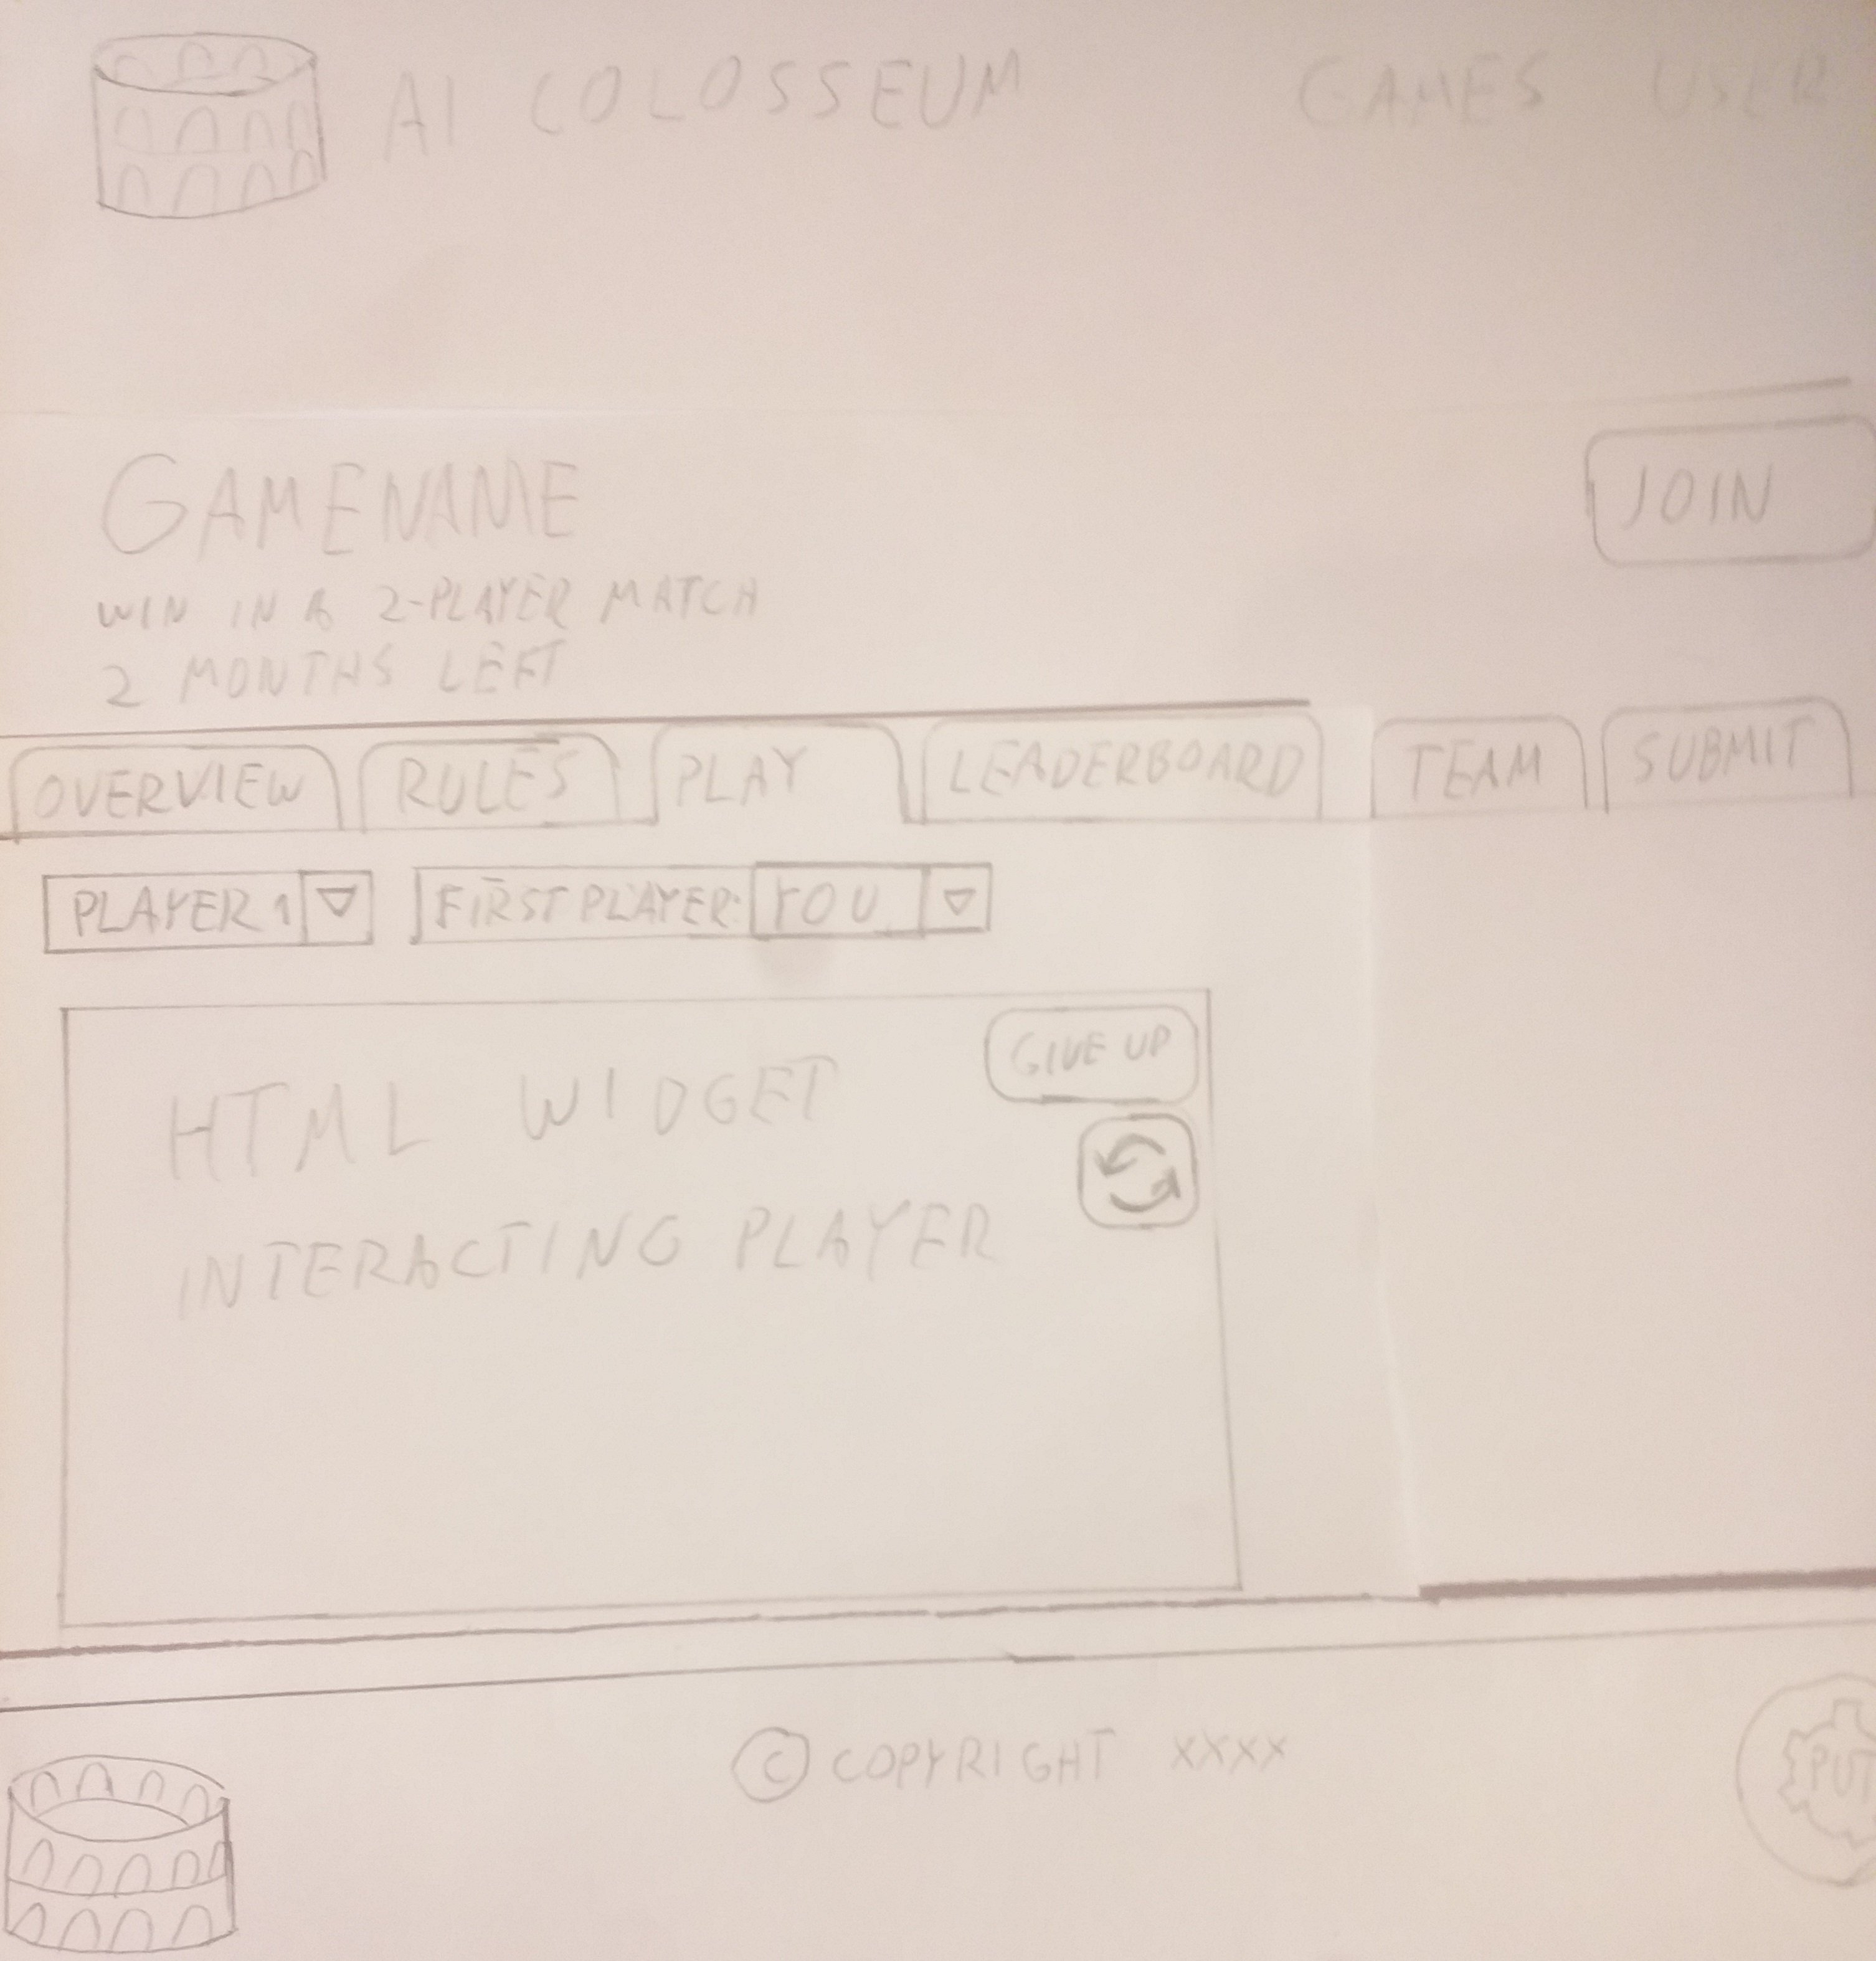 AI COLOSSEUM GAMES USER
GAMENAME
JOIN
WIN IN A 2-PLAYER MATCH
2 MONTHS LEFT
OVERVIEW RULES PLAY LEADERBOARD TEAM SUBMIT
PLAYER 1 FIRST PLAYER: YOU
GIVE UP
HTML WIDGET
INTERACTING PLAYER
© COPYRIGHT XXXX
PUT